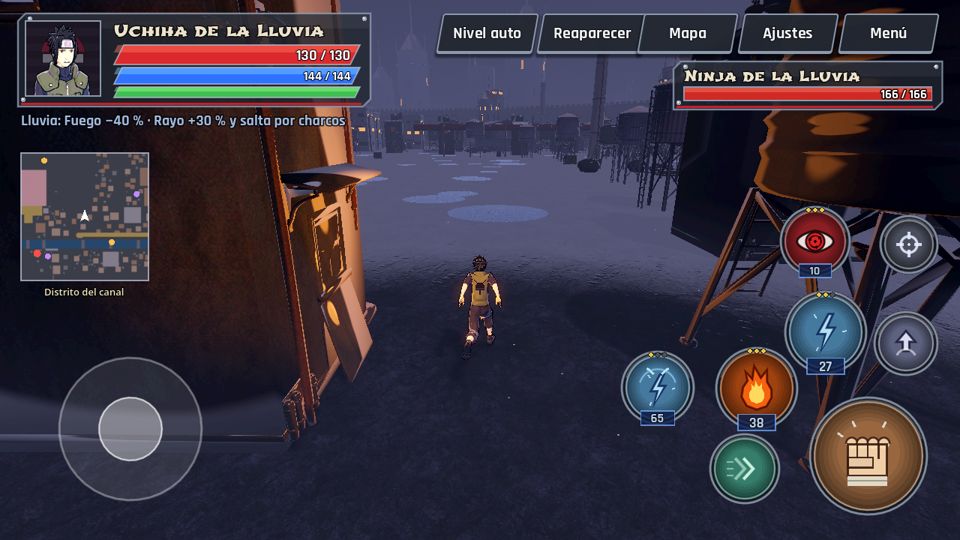 Uchiha de la Lluvia
130 / 130
144 / 144
Lluvia: Fuego −40 % · Rayo +30 % y salta por charcos
Distrito del canal
Nivel auto
Reaparecer
Mapa
Ajustes
Menú
Ninja de la Lluvia
166 / 166
10
27
65
38